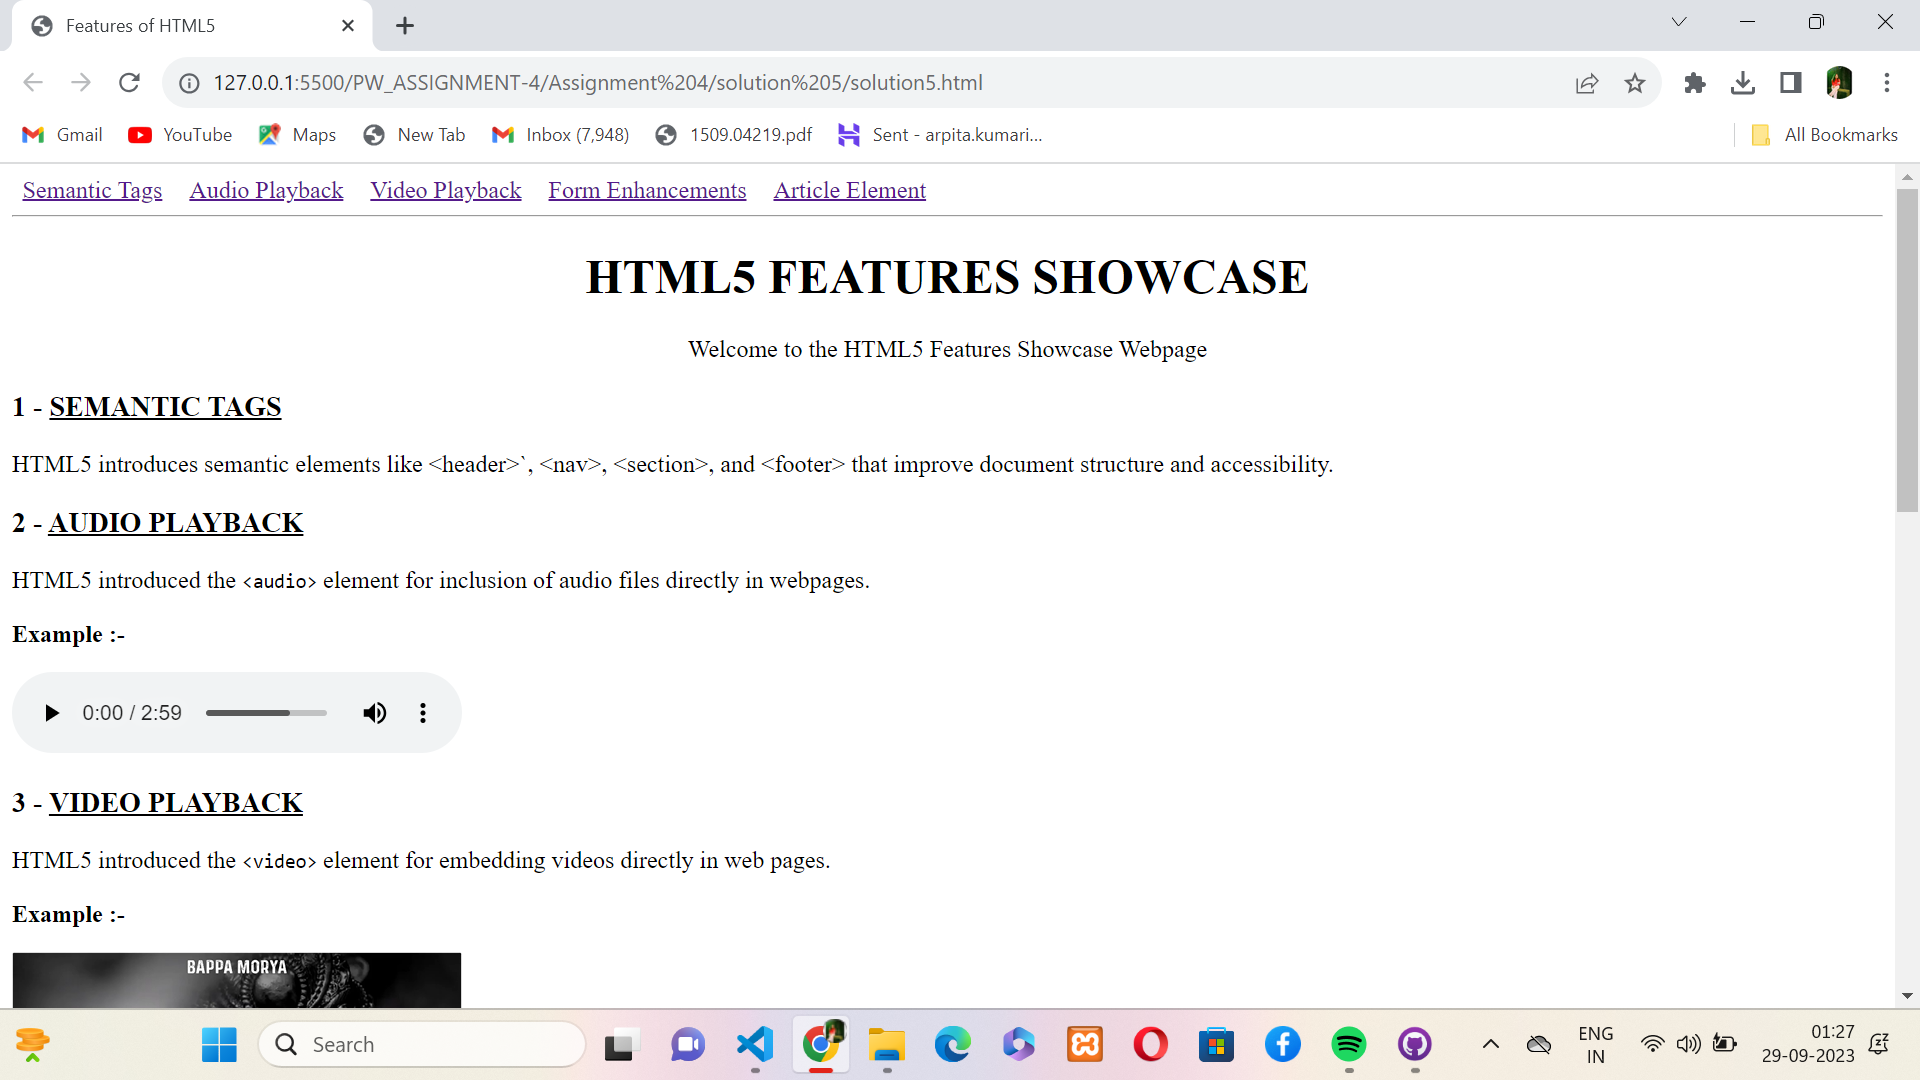 Features of HTML5
127.0.0.1:5500/PW_ASSIGNMENT-4/Assignment%204/solution%205/solution5.html
Gmail YouTube Maps New Tab Inbox (7,948) 1509.04219.pdf Sent - arpita.kumari... All Bookmarks
Semantic Tags Audio Playback Video Playback Form Enhancements Article Element
HTML5 FEATURES SHOWCASE
Welcome to the HTML5 Features Showcase Webpage
1 - SEMANTIC TAGS
HTML5 introduces semantic elements like <header>`, <nav>, <section>, and <footer> that improve document structure and accessibility.
2 - AUDIO PLAYBACK
HTML5 introduced the <audio> element for inclusion of audio files directly in webpages.
Example :-
0:00 / 2:59
3 - VIDEO PLAYBACK
HTML5 introduced the <video> element for embedding videos directly in web pages.
Example :-
BAPPA MORYA
Search
ENG
IN
01:27
29-09-2023